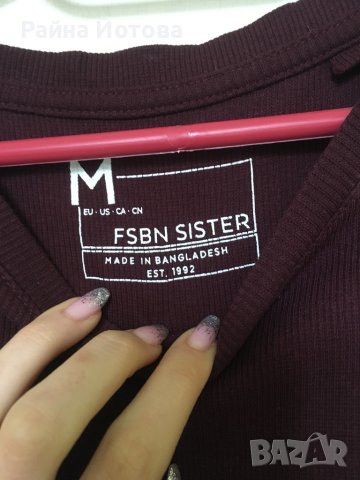 Райна Йотова
M
EU · US · CA · CN
FSBN SISTER
MADE IN BANGLADESH
EST. 1992
BAZAR